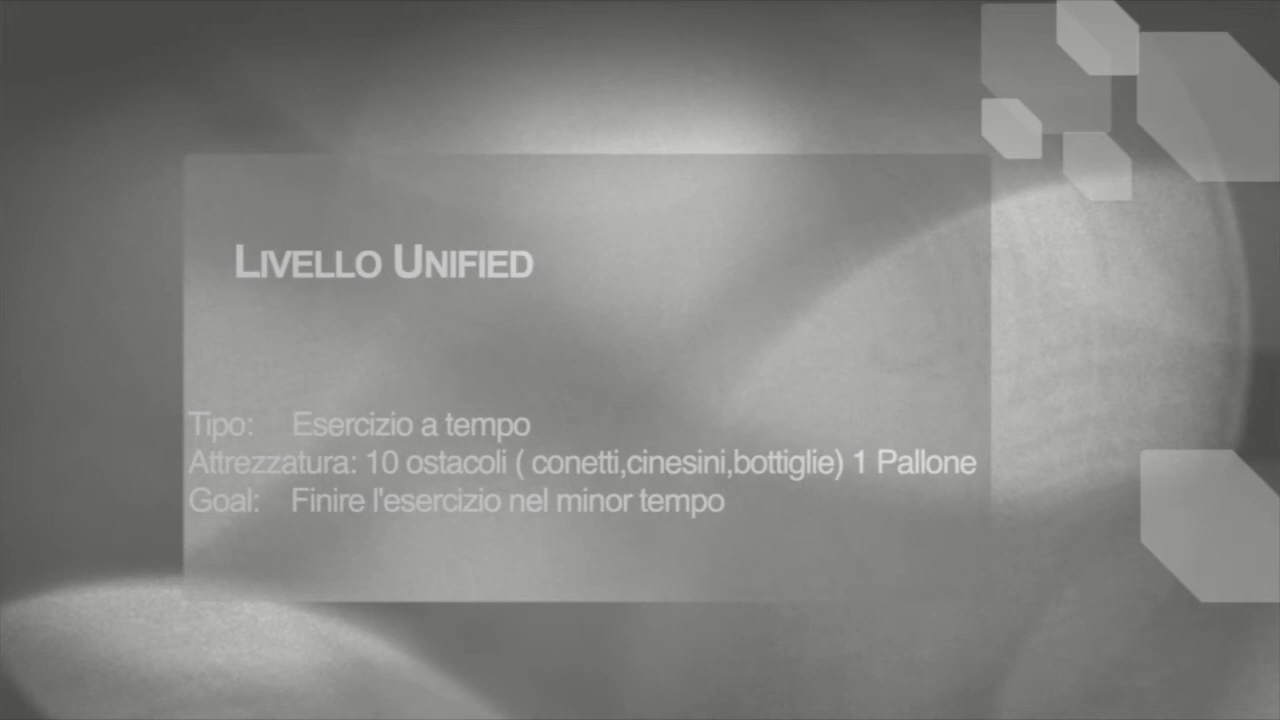 LIVELLO UNIFIED
Tipo: Esercizio a tempo
Attrezzatura: 10 ostacoli ( conetti,cinesini,bottiglie) 1 Pallone
Goal: Finire l'esercizio nel minor tempo